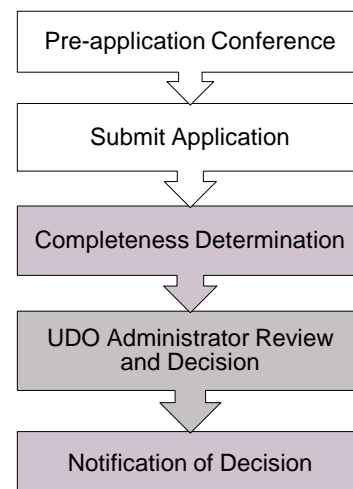 Pre-application Conference
Submit Application
Completeness Determination
UDO Administrator Review
and Decision
Notification of Decision